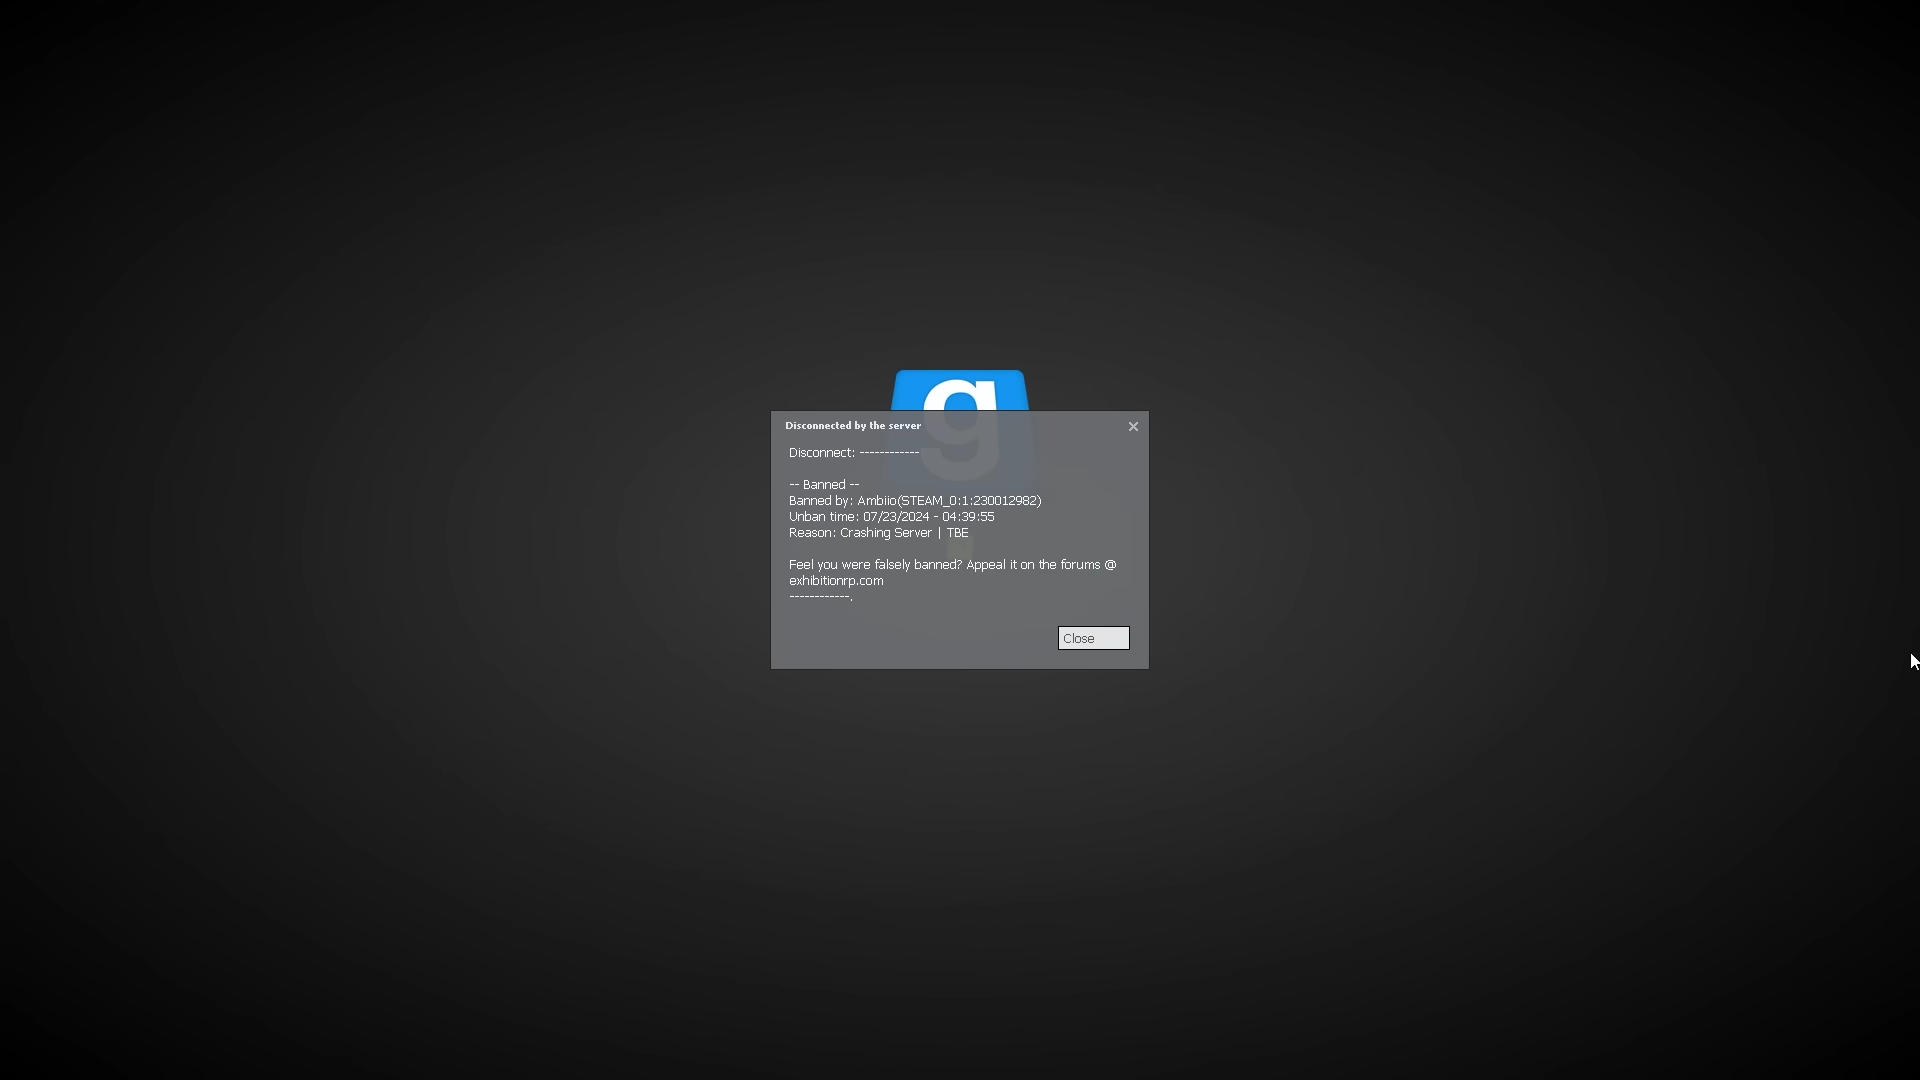 g
Disconnected by the server
Disconnect: ------------
-- Banned --
Banned by: Ambiio(STEAM_0:1:230012982)
Unban time: 07/23/2024 - 04:39:55
Reason: Crashing Server | TBE
Feel you were falsely banned? Appeal it on the forums @
exhibitionrp.com
------------.
Close